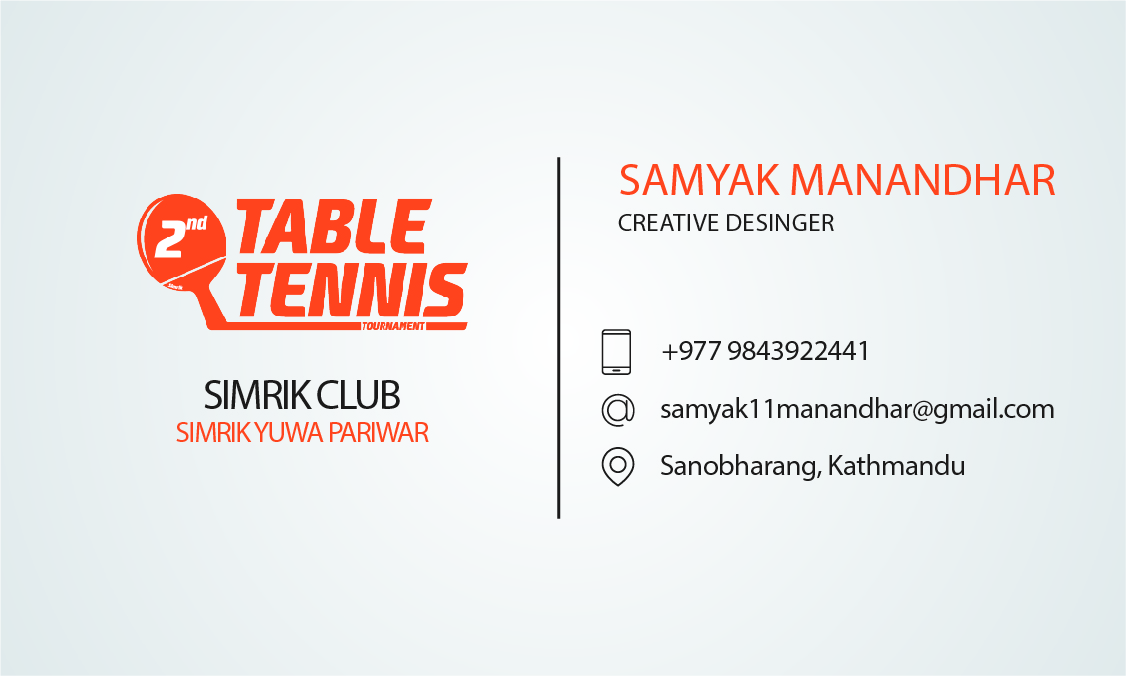 2nd
TABLE
TENNIS
TOURNAMENT
SIMRIK CLUB
SIMRIK YUWA PARIWAR
SAMYAK MANANDHAR
CREATIVE DESINGER
+977 9843922441
samyak11manandhar@gmail.com
Sanobharang, Kathmandu